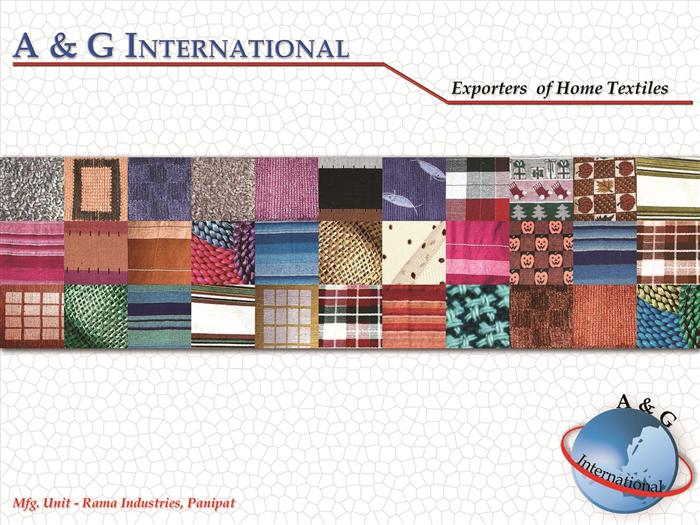 A & G International
Exporters of Home Textiles
A & G
International
Mfg. Unit - Rama Industries, Panipat